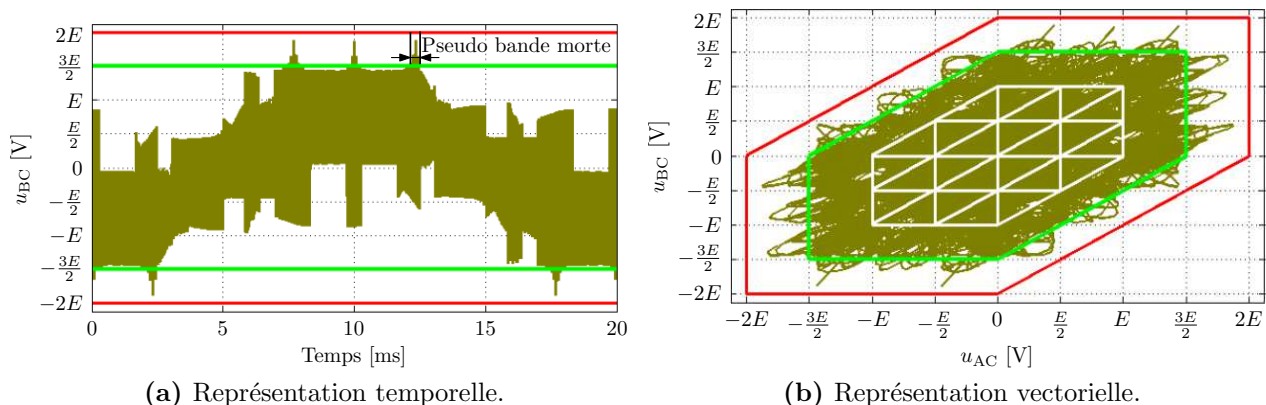 2E
3E/2
E
E/2
0
-E/2
-E
-3E/2
-2E
u_BC [V]
Pseudo bande morte
0 5 10 15 20
Temps [ms]
(a) Représentation temporelle.
2E
3E/2
E
E/2
0
-E/2
-E
-3E/2
-2E
u_BC [V]
-2E -3E/2 -E -E/2 0 E/2 E 3E/2 2E
u_AC [V]
(b) Représentation vectorielle.